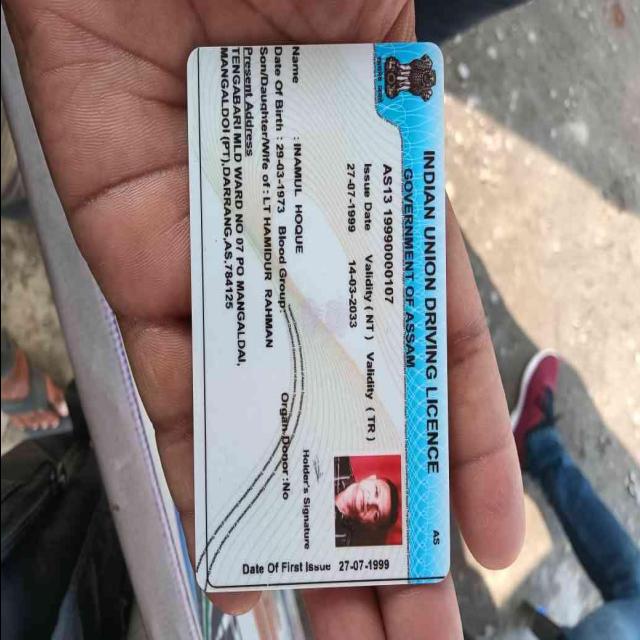 INDIAN UNION DRIVING LICENCE
GOVERNMENT OF ASSAM
AS
AS13 19990000107
Issue Date Validity ( NT ) Validity ( TR )
27-07-1999 14-03-2033
Name : INAMUL HOQUE
Date Of Birth : 29-03-1973 Blood Group:
Son/Daughter/Wife of : LT HAMIDUR RAHMAN
Present Address
TENGABARI MLD WARD NO 07 PO MANGALDAI,
MANGALDOI (PT),DARRANG,AS,784125
Organ Donor :No
Holder's Signature
Date Of First Issue 27-07-1999